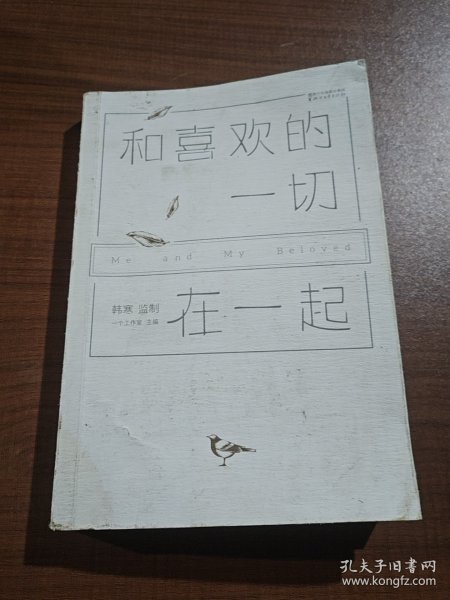 和喜欢的
一切
Me and My Beloved
韩寒 监制
一个工作室 主编
在一起
孔夫子旧书网
www.kongfz.com